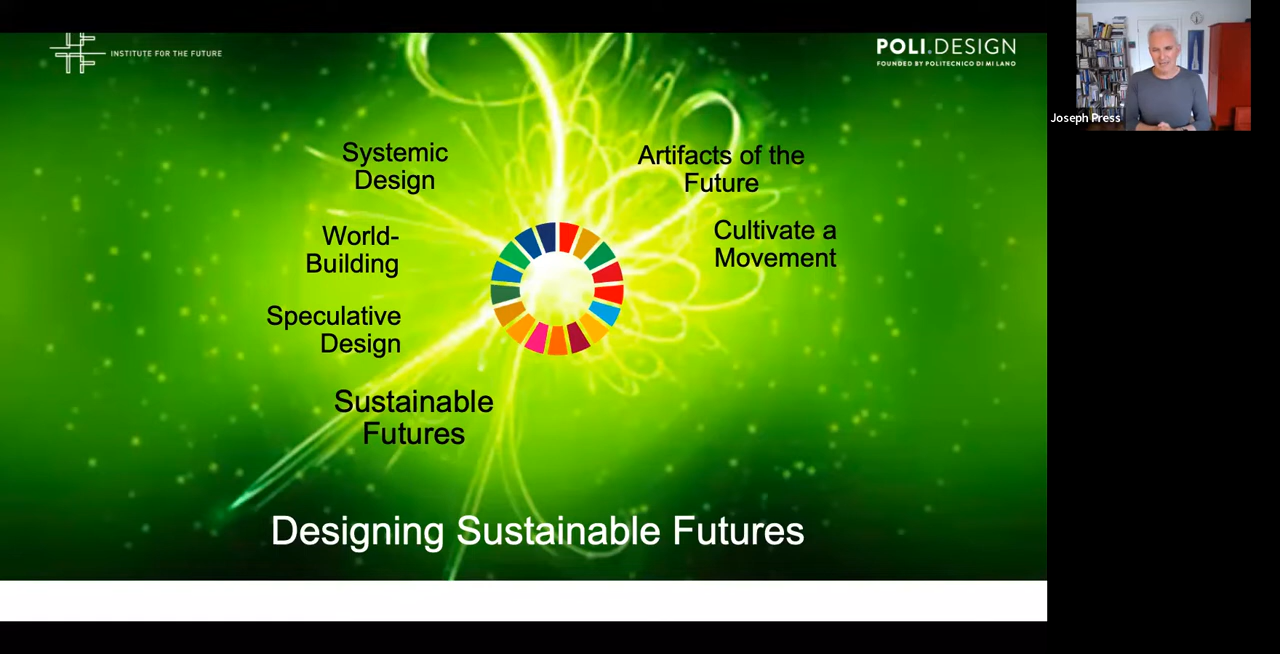 INSTITUTE FOR THE FUTURE
POLI.DESIGN
FOUNDED BY POLITECNICO DI MILANO
Joseph Press
Systemic
Design
Artifacts of the
Future
World-
Building
Cultivate a
Movement
Speculative
Design
Sustainable
Futures
Designing Sustainable Futures